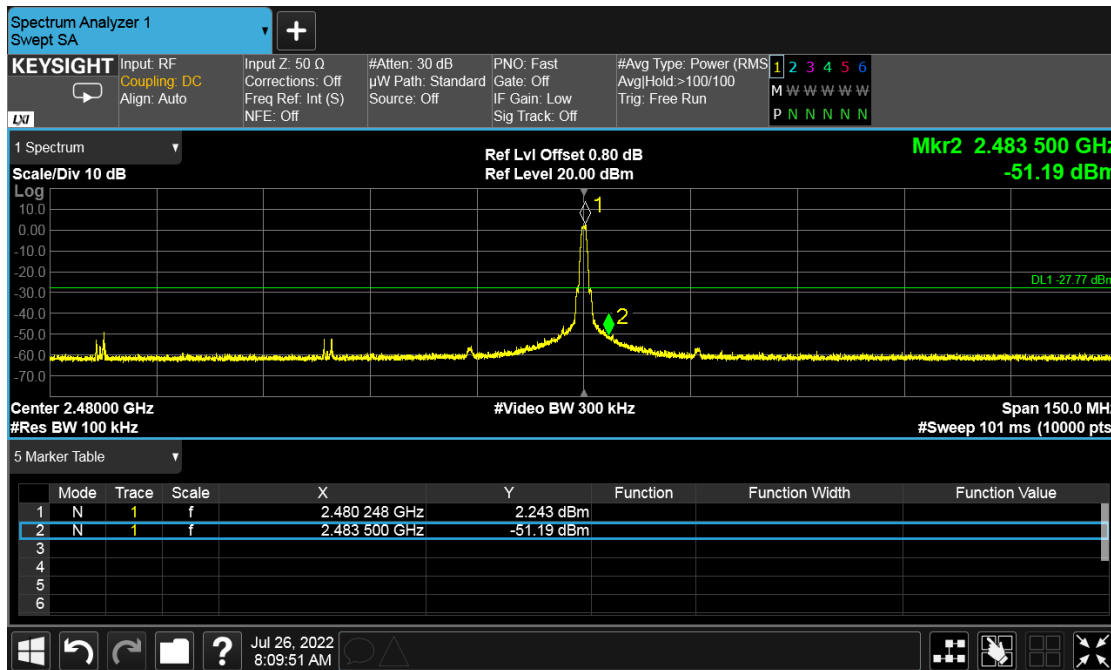 Spectrum Analyzer 1
Swept SA
+
KEYSIGHT
LXI
Input: RF
Coupling: DC
Align: Auto
Input Z: 50 Ω
Corrections: Off
Freq Ref: Int (S)
NFE: Off
#Atten: 30 dB
µW Path: Standard
Source: Off
PNO: Fast
Gate: Off
IF Gain: Low
Sig Track: Off
#Avg Type: Power (RMS
Avg|Hold:>100/100
Trig: Free Run
1 2 3 4 5 6
M W W W W W
P N N N N N
1 Spectrum
Scale/Div 10 dB
Ref Lvl Offset 0.80 dB
Ref Level 20.00 dBm
Mkr2 2.483 500 GHz
-51.19 dBm
Log
10.0
0.00
-10.0
-20.0
-30.0
-40.0
-50.0
-60.0
-70.0
1
2
DL1 -27.77 dBm
Center 2.48000 GHz
#Video BW 300 kHz
Span 150.0 MHz
#Res BW 100 kHz
#Sweep 101 ms (10000 pts
5 Marker Table
Mode Trace Scale X Y Function Function Width Function Value
1 N 1 f 2.480 248 GHz 2.243 dBm
2 N 1 f 2.483 500 GHz -51.19 dBm
3
4
5
6
?
Jul 26, 2022
8:09:51 AM